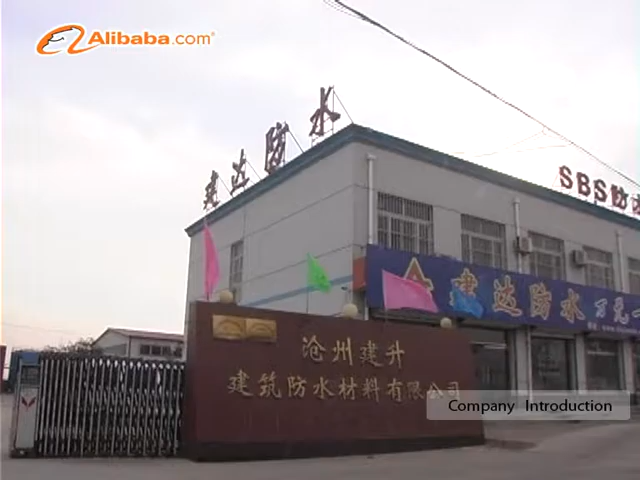 Alibaba.com
建达防水
SBS防水
建达防水
沧州建升
建筑防水材料有限公司
Company Introduction